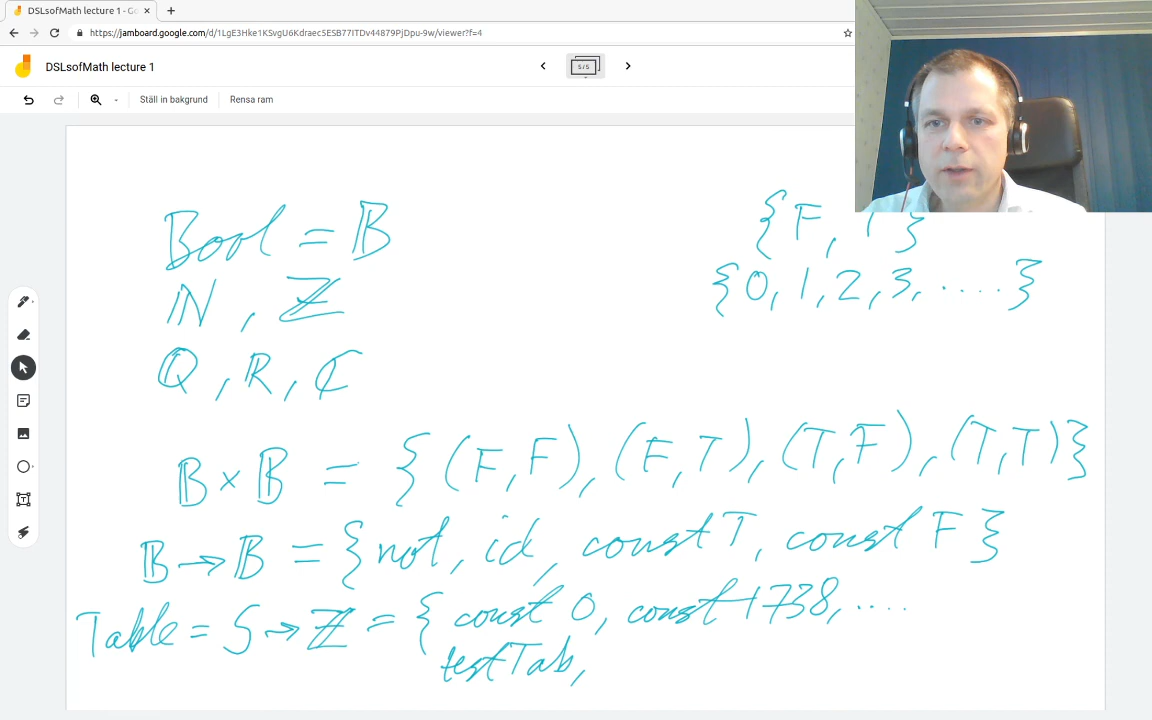 DSLsofMath lecture 1 - Go
https://jamboard.google.com/d/1LgE3Hke1KSvgU6Kdraec5ESB77ITDv44879PjDpu-9w/viewer?f=4
DSLsofMath lecture 1
5/5
Ställ in bakgrund Rensa ram
Bool = 𝔹 {F, T}
ℕ, ℤ {0, 1, 2, 3, .....}
ℚ, ℝ, ℂ
𝔹 × 𝔹 = {(F, F), (F, T), (T, F), (T, T)}
𝔹 → 𝔹 = {not, id, const T, const F}
Table = S → ℤ = {const 0, const 1738, ....
testTab,